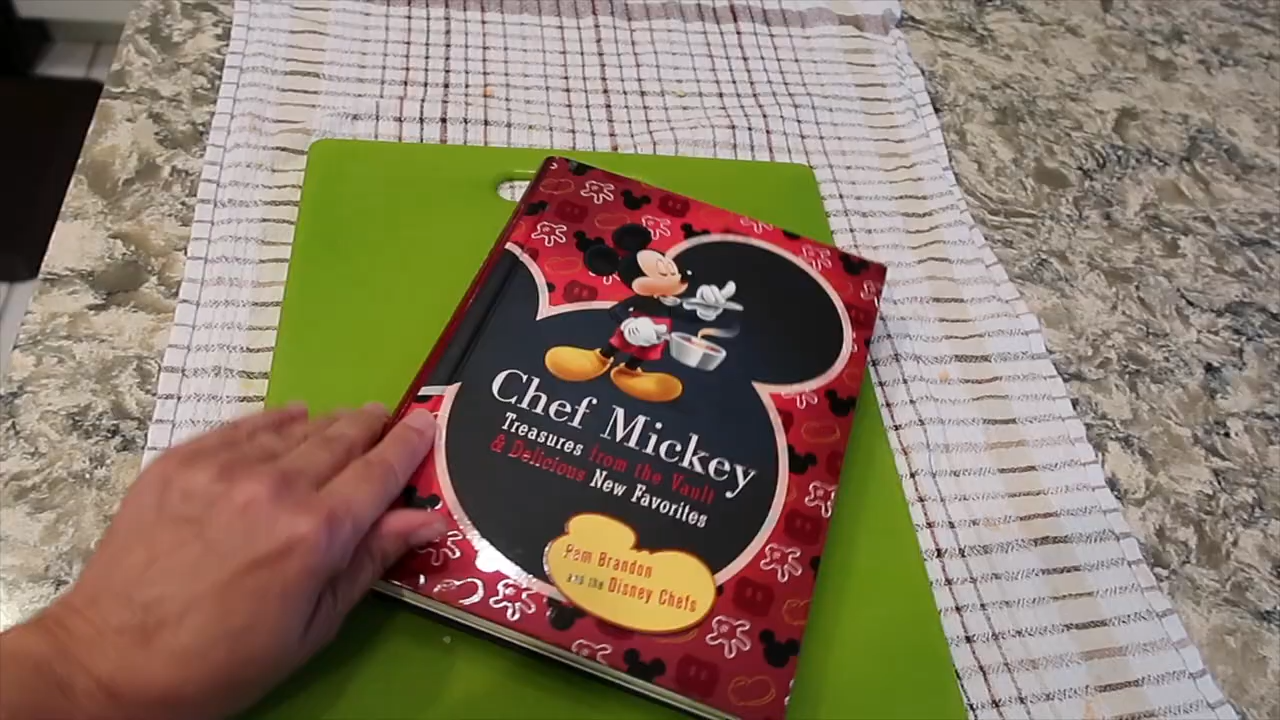 Chef Mickey
Treasures from the Vault
& Delicious New Favorites
Pam Brandon
and the Disney Chefs